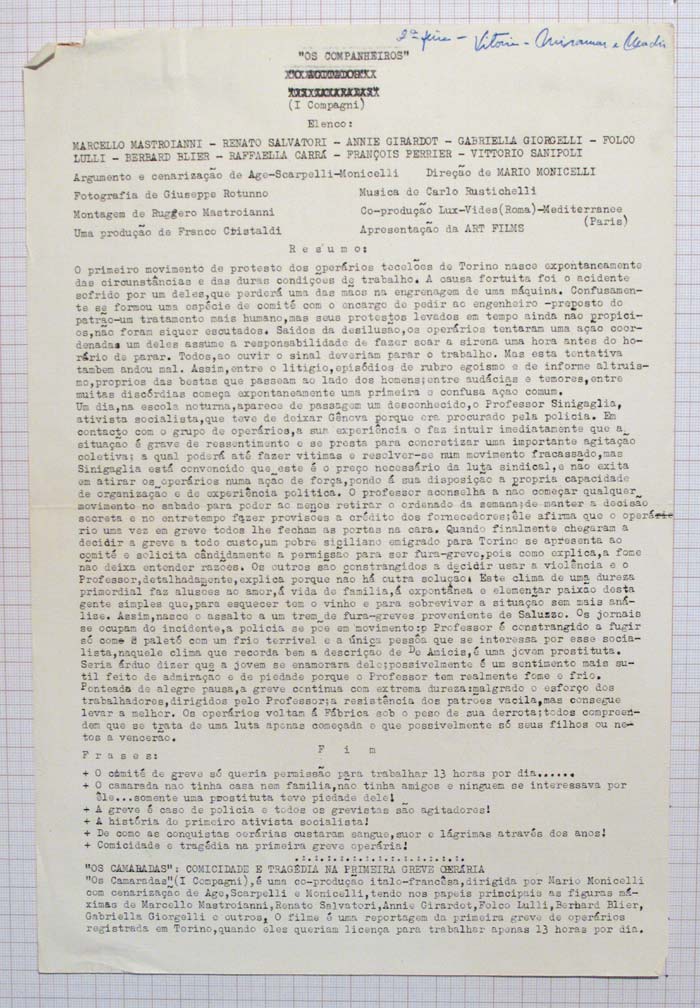 2ª feira - Vitoria - Miramar e
"OS COMPANHEIROS"
(I Compagni)
Elenco:
MARCELLO MASTROIANNI - RENATO SALVATORI - ANNIE GIRARDOT - GABRIELLA GIORGELLI - FOLCO
LULLI - BERBARD BLIER - RAFFAELLA CARRÁ - FRANÇOIS PERRIER - VITTORIO SANIPOLI
Argumento e cenarização de Age-Scarpelli-Monicelli Direção de MARIO MONICELLI
Fotografia de Giuseppe Rotunno Musica de Carlo Rustichelli
Montagem de Ruggero Mastroianni Co-produção Lux-Vides(Roma)-Mediterranee
(Paris)
Uma produção de Franco Cristaldi Apresentação da ART FILMS
Resumo:
O primeiro movimento de protesto dos operários tecelões de Torino nasce expontaneamente
das circunstâncias e das duras condições de trabalho. A causa fortuita foi o acidente
sofrido por um deles,que perderá uma das mãos na engrenagem de uma máquina. Confusamen-
te se formou uma espécie de comité com o encargo de pedir ao engenheiro -preposto do
patrão-um tratamento mais humano,mas seus protestos levados em tempo ainda não propici-
os,não foram siquer escutados. Saidos da desilusão,os operários tentaram uma ação coor-
denada: um deles assume a responsabilidade de fazer soar a sirena uma hora antes do ho-
rário de parar. Todos,ao ouvir o sinal deveriam parar o trabalho. Mas esta tentativa
tambem andou mal. Assim,entre o litigio,episódios de rubro egoismo e de informe altruis-
mo,proprios das bestas que passeam ao lado dos homens;entre audácias e temores,entre
muitas discórdias começa expontaneamente uma primeira e confusa ação comum.
Um dia,na escola noturna,aparece de passagem um desconhecido,o Professor Sinigaglia,
ativista socialista,que teve de deixar Gênova porque era procurado pela policia. Em
contacto com o grupo de operários,a sua experiência o faz intuir imediatamente que a
situação é grave de ressentimento e se presta para concretizar uma importante agitação
coletiva; a qual poderá até fazer vitimas e resolver-se num movimento fracassado,mas
Sinigaglia está convencido que este é o preço necessário da luta sindical,e não exita
em atirar os operários numa ação de força,pondo á sua disposição a propria capacidade
de organização e de experiência politica. O professor aconselha a não começar qualquer
movimento no sabado para poder ao menos retirar o ordenado da semana;de manter a decisão
secreta e no entretempo fazer provisões a crédito dos fornecedores;êle afirma que o operário
rio uma vez em greve todos lhe fecham as portas na cara. Quando finalmente chegaram a
decidir a greve a todo custo,um pobre sigiliano emigrado para Torino se apresenta ao
comité e solicita cândidamente a permissão para ser fura-greve,pois como explica,a fome
não deixa entender razões. Os outros são constrangidos a decidir usar a violência e o
Professor,detalhadamente,explica porque não há outra solução. Este clima de uma dureza
primordial faz alusões ao amor,á vida de familia,á expontânea e elementar paixão desta
gente simples que,para esquecer tem o vinho e para sobreviver a situação sem mais aná-
lise. Assim,nasce o assalto a um trem de fura-greves proveniente de Saluzzo. Os jornais
se ocupam do incidente,a policia se põe em movimento;o Professor é constrangido a fugir
só como o paletó com um frio terrivel e a única pessôa que se interessa por esse socia-
lista,naquele clima que recorda bem a descrição de De Amicis,é uma jovem prostituta.
Seria árduo dizer que a jovem se enamorara dele;possivelmente é um sentimento mais su-
til feito de admiração e de piedade porque o Professor tem realmente fome e frio.
Ponteada de alegre pausa,a greve continua com extrema dureza:malgrado o esforço dos
trabalhadores,dirigidos pelo Professor;a resistência dos patrões vacila,mas consegue
levar a melhor. Os operários voltam á Fábrica sob o peso de sua derrota;todos compreen-
dem que se trata de uma luta apenas começada e que possivelmente só seus filhos ou ne-
tos a vencerão.
Fim
Frases:
+ O cômité de greve só queria permissão para trabalhar 13 horas por dia......
+ O camarada não tinha casa nem familia,não tinha amigos e ninguem se interessava por
êle...somente uma prostituta teve piedade dele!
+ A greve é caso de policia e todos os grevistas são agitadores!
+ A história do primeiro ativista socialista!
+ De como as conquistas oerárias custaram sangue,suor e lágrimas através dos anos!
+ Comicidade e tragédia na primeira greve operária!
"OS CAMARADAS": COMICIDADE E TRAGÉDIA NA PRIMEIRA GREVE OERÁRIA
"Os Camaradas"(I Compagni),é uma co-produção italo-francêsa,dirigida por Mario Monicelli
com cenarização de Age,Scarpelli e Monicelli,tendo nos papeis principais as figuras má-
ximas de Marcello Mastroianni,Renato Salvatori,Annie Girardot,Folco Lulli,Berhard Blier,
Gabriella Giorgelli e outros. O filme é uma reportagem da primeira greve de operários
registrada em Torino,quando eles queriam licença para trabalhar apenas 13 horas por dia.